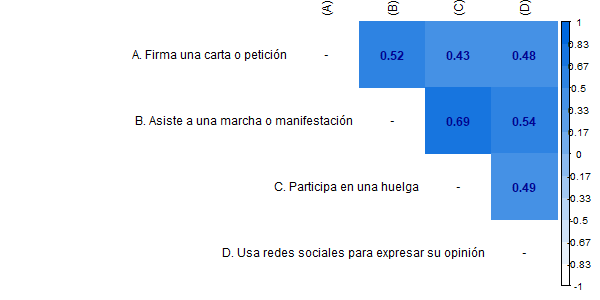 (A) (B) (C) (D)
A. Firma una carta o petición - 0.52 0.43 0.48
B. Asiste a una marcha o manifestación - 0.69 0.54
C. Participa en una huelga - 0.49
D. Usa redes sociales para expresar su opinión -
1
0.83
0.67
0.5
0.33
0.17
0
-0.17
-0.33
-0.5
-0.67
-0.83
-1